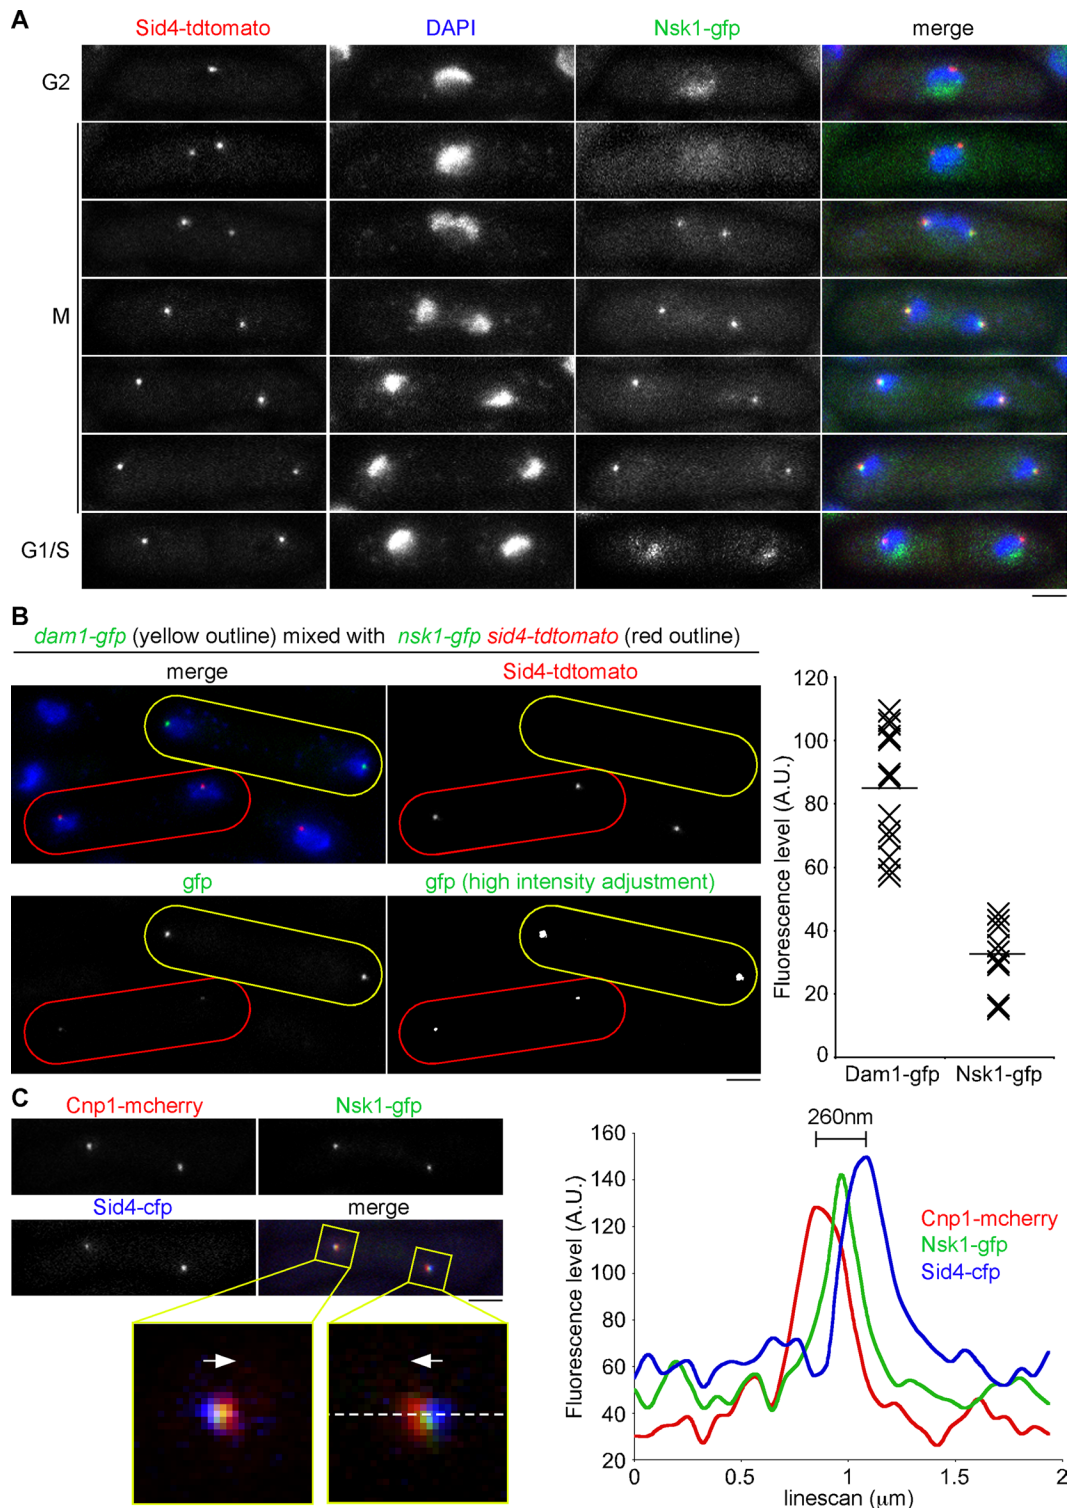 A
Sid4-tdtomato DAPI Nsk1-gfp merge
G2
M
G1/S
B
dam1-gfp (yellow outline) mixed with nsk1-gfp sid4-tdtomato (red outline)
merge Sid4-tdtomato
gfp gfp (high intensity adjustment)
Fluorescence level (A.U.)
120
100
80
60
40
20
0
Dam1-gfp Nsk1-gfp
C
Cnp1-mcherry Nsk1-gfp
Sid4-cfp merge
260nm
Fluorescence level (A.U.)
160
140
120
100
80
60
40
20
Cnp1-mcherry
Nsk1-gfp
Sid4-cfp
0 0.5 1 1.5 2
linescan (μm)